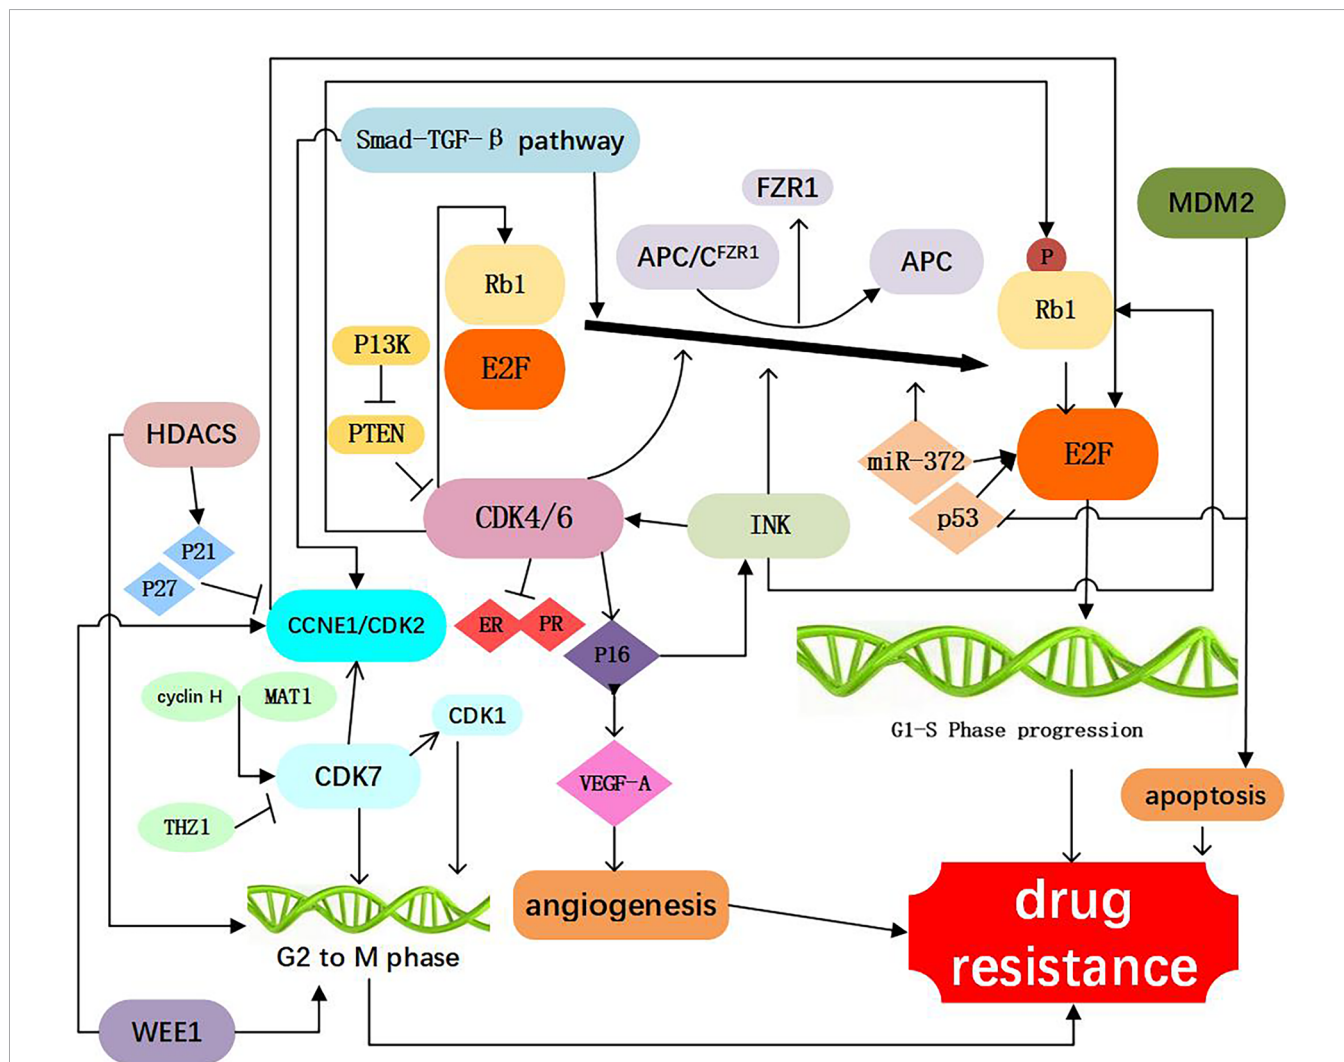 Smad-TGF-β pathway
FZR1
MDM2
APC/C^FZR1
APC
P
Rb1
Rb1
P13K
E2F
HDACS
PTEN
miR-372
E2F
CDK4/6
INK
p53
P21
P27
CCNE1/CDK2
ER
PR
P16
cyclin H
MAT1
CDK1
G1-S Phase progression
CDK7
VEGF-A
apoptosis
THZ1
angiogenesis
drug
resistance
G2 to M phase
WEE1